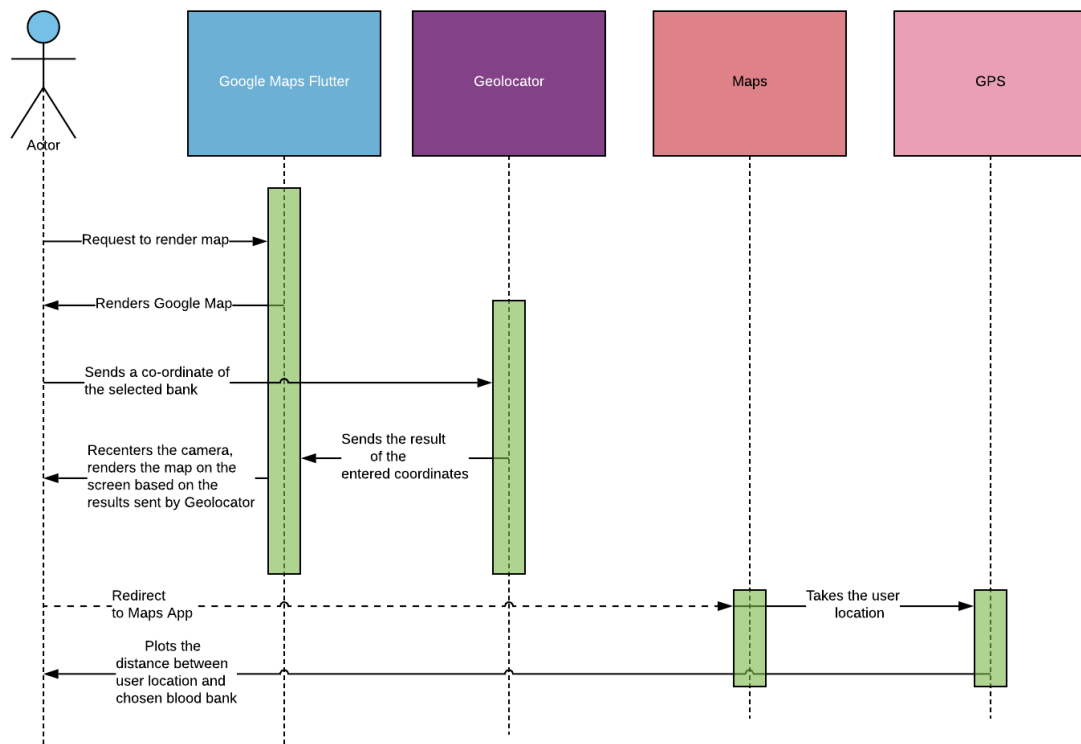 Google Maps Flutter
Geolocator
Maps
GPS
Actor
Request to render map
Renders Google Map
Sends a co-ordinate of
the selected bank
Sends the result
of the
entered coordinates
Recenters the camera,
renders the map on the
screen based on the
results sent by Geolocator
Redirect
to Maps App
Takes the user
location
Plots the
distance between
user location and
chosen blood bank